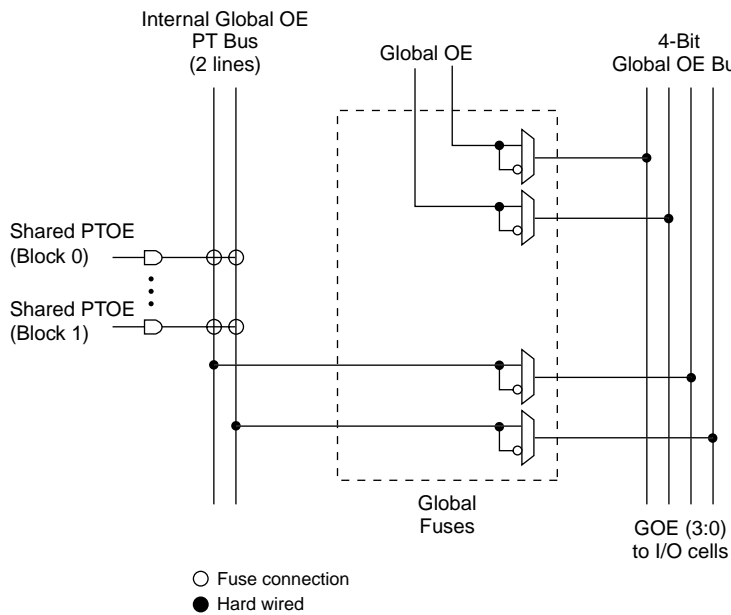 Internal Global OE
PT Bus
(2 lines)
Global OE
4-Bit
Global OE Bu
Shared PTOE
(Block 0)
Shared PTOE
(Block 1)
Global
Fuses
GOE (3:0)
to I/O cells
Fuse connection
Hard wired